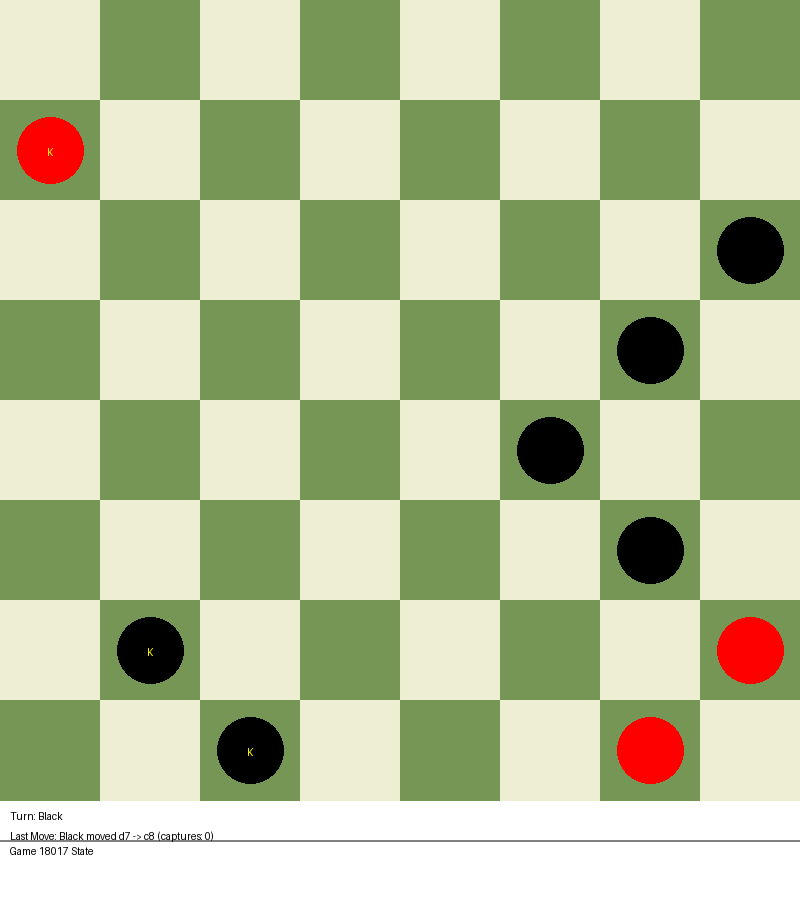 K
K
K
Turn: Black
Last Move: Black moved d7 -> c8 (captures: 0)
Game 18017 State